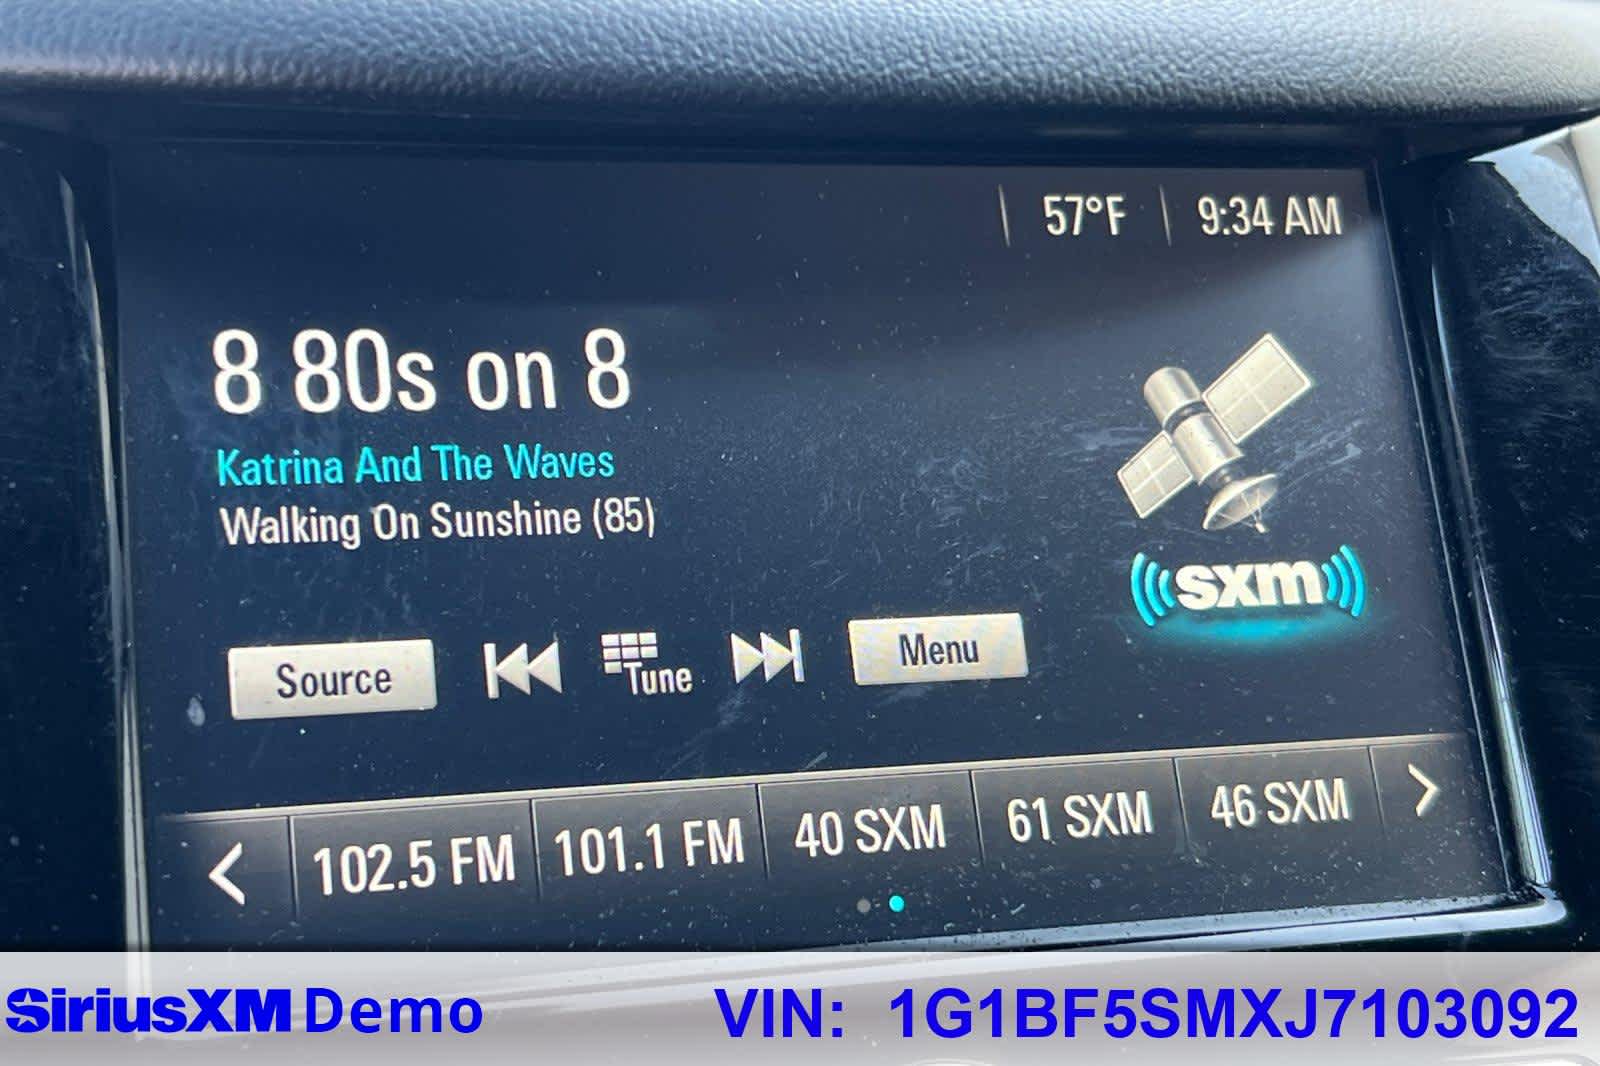 57°F 9:34 AM
8 80s on 8
Katrina And The Waves
Walking On Sunshine (85)
sxm
Source Tune Menu
102.5 FM 101.1 FM 40 SXM 61 SXM 46 SXM
SiriusXM Demo VIN: 1G1BF5SMXJ7103092